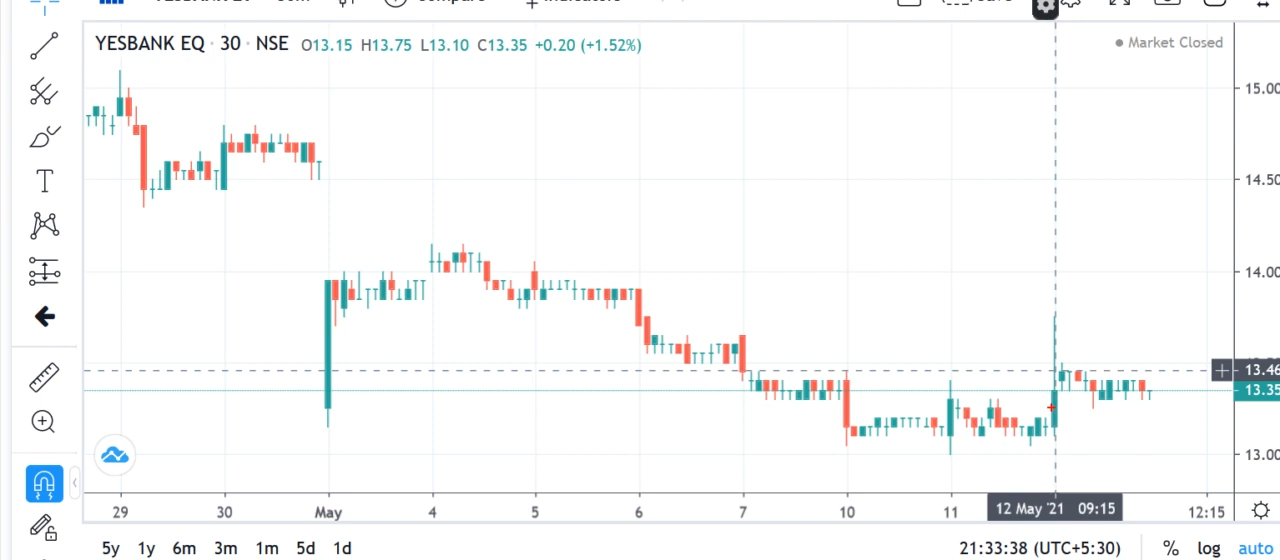 YESBANK EQ · 30 · NSE O13.15 H13.75 L13.10 C13.35 +0.20 (+1.52%)
Market Closed
15.00
14.50
14.00
13.46
13.35
13.00
29 30 May 4 5 6 7 10 11 12 May '21 09:15 12:15
5y 1y 6m 3m 1m 5d 1d 21:33:38 (UTC+5:30) % log auto